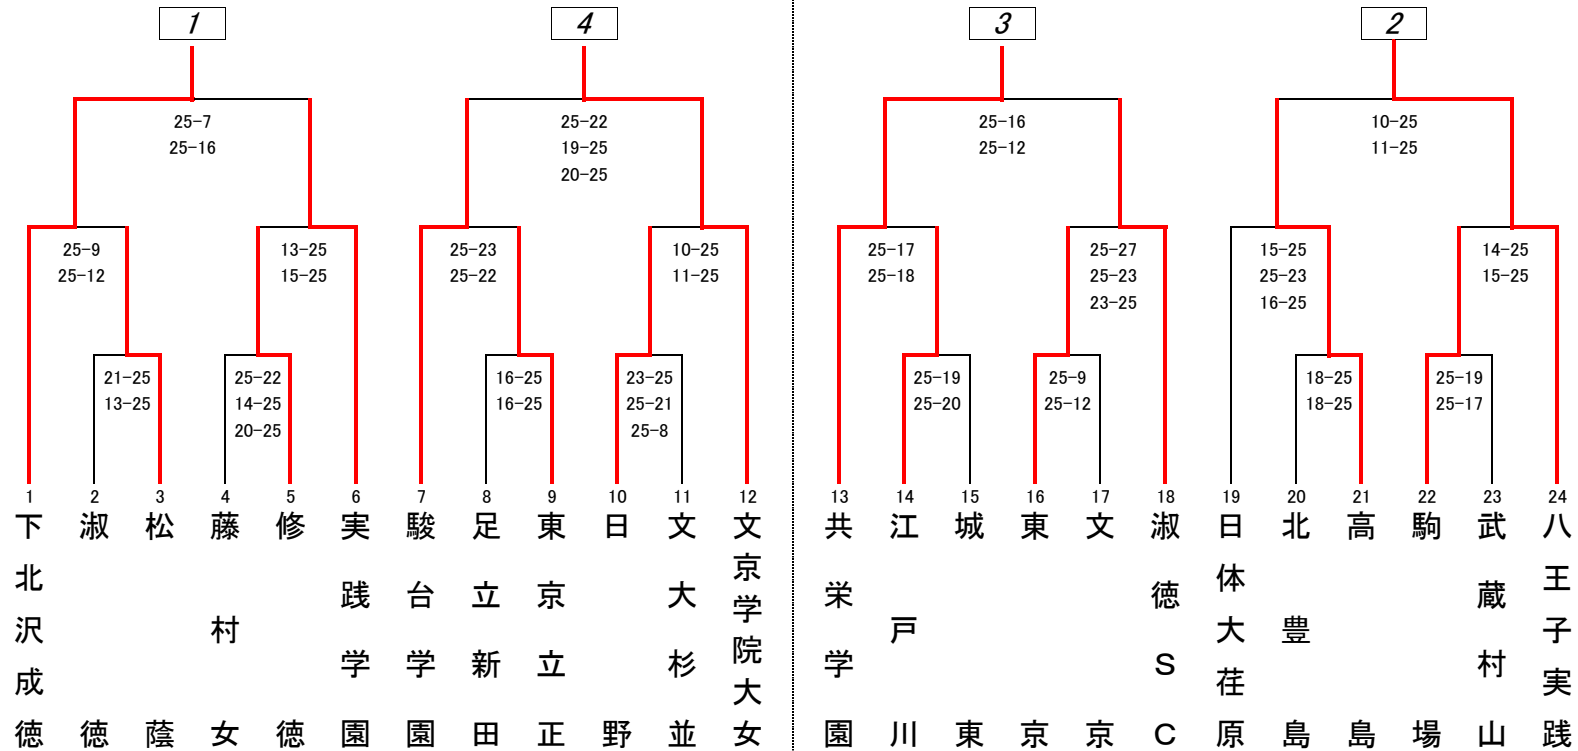 1 4 3 2
25-7 25-22 25-16 10-25
25-16 19-25 25-12 11-25
20-25
25-9 13-25 25-23 10-25 25-17 25-27 15-25 14-25
25-12 15-25 25-22 11-25 25-18 25-23 25-23 15-25
23-25 16-25
21-25 25-22 16-25 23-25 25-19 25-9 18-25 25-19
13-25 14-25 16-25 25-21 25-20 25-12 18-25 25-17
20-25 25-8
1 2 3 4 5 6 7 8 9 10 11 12 13 14 15 16 17 18 19 20 21 22 23 24
下北沢成徳
淑徳
松蔭
藤村女
修徳
実践学園
駿台学園
足立新田
東京立正
日野
文大杉並
文京学院大女
共栄学園
江戸川
城東
東京
文京
淑徳SC
日体大荏原
北豊島
高島
駒場
武蔵村山
八王子実践